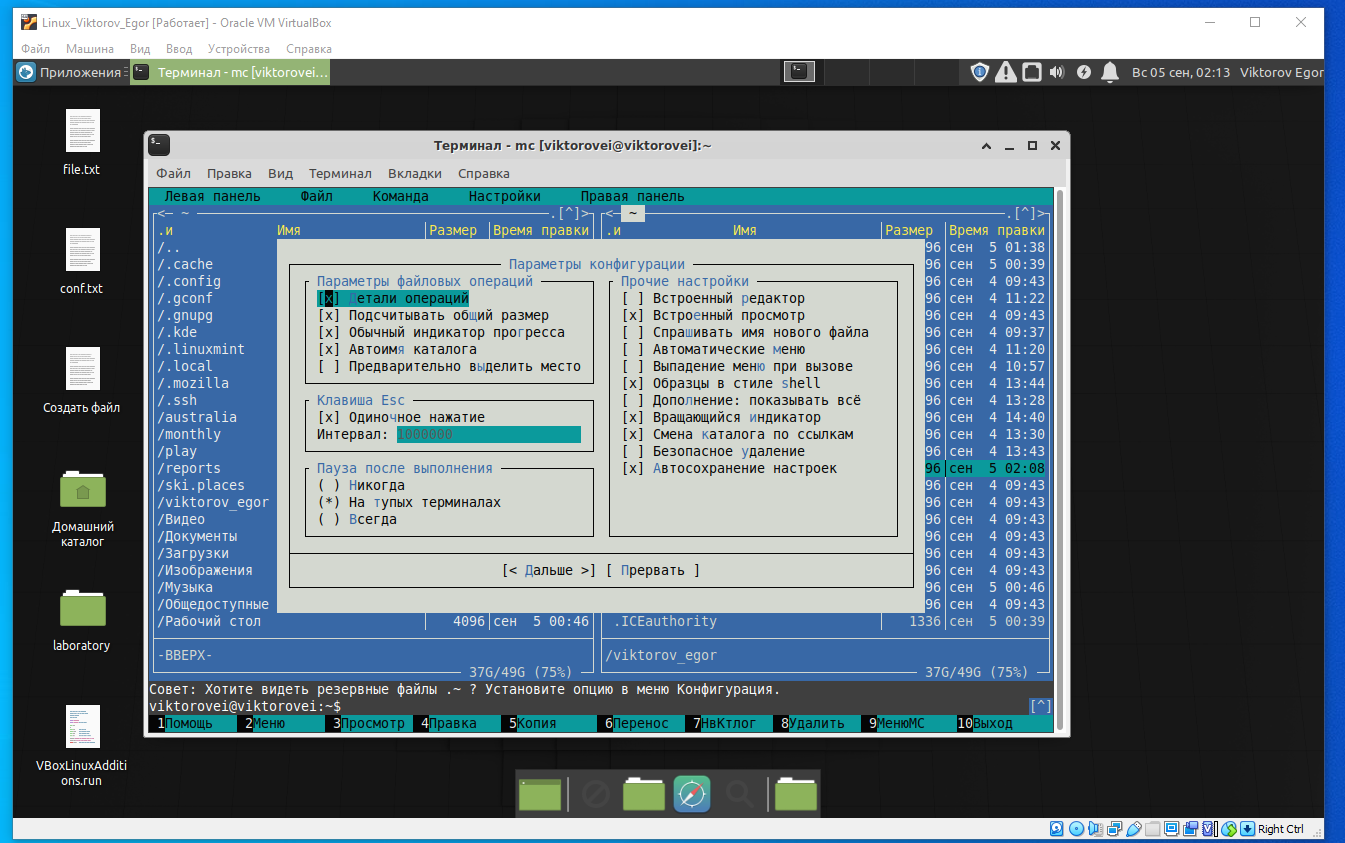 Linux_Viktorov_Egor [Работает] - Oracle VM VirtualBox
Файл Машина Вид Ввод Устройства Справка
Приложения Терминал - mc [viktorovei... Вс 05 сен, 02:13 Viktorov Egor
file.txt
conf.txt
Создать файл
Домашний
каталог
laboratory
VBoxLinuxAdditi
ons.run
Терминал - mc [viktorovei@viktorovei]:~
Файл Правка Вид Терминал Вкладки Справка
Левая панель Файл Команда Настройки Правая панель
<— ~ .[^]> <— ~ .[^]>
.и Имя Размер Время правки .и Имя Размер Время правки
/.. 96 сен 5 01:38
/.cache 96 сен 5 00:39
/.config 96 сен 4 09:43
/.gconf 96 сен 4 11:22
/.gnupg 96 сен 4 09:43
/.kde 96 сен 4 09:37
/.linuxmint 96 сен 4 11:20
/.local 96 сен 4 10:57
/.mozilla 96 сен 4 13:44
/.ssh 96 сен 4 13:28
/australia 96 сен 4 14:40
/monthly 96 сен 4 13:30
/play 96 сен 4 13:43
/reports 96 сен 5 02:08
/ski.places 96 сен 4 09:43
/viktorov_egor 96 сен 4 09:43
/Видео 96 сен 4 09:43
/Документы 96 сен 4 09:43
/Загрузки 96 сен 4 09:43
/Изображения 96 сен 4 09:43
/Музыка 96 сен 5 00:46
/Общедоступные 96 сен 4 09:43
/Рабочий стол 4096 сен 5 00:46 .ICEauthority 1336 сен 5 00:39
-ВВЕРХ- /viktorov_egor
37G/49G (75%) 37G/49G (75%)
Параметры конфигурации
Параметры файловых операций
[x] Детали операций
[x] Подсчитывать общий размер
[x] Обычный индикатор прогресса
[x] Автоимя каталога
[ ] Предварительно выделить место
Клавиша Esc
[x] Одиночное нажатие
Интервал: 1000000
Пауза после выполнения
( ) Никогда
(*) На тупых терминалах
( ) Всегда
Прочие настройки
[ ] Встроенный редактор
[x] Встроенный просмотр
[ ] Спрашивать имя нового файла
[ ] Автоматические меню
[ ] Выпадение меню при вызове
[x] Образцы в стиле shell
[ ] Дополнение: показывать всё
[x] Вращающийся индикатор
[x] Смена каталога по ссылкам
[ ] Безопасное удаление
[x] Автосохранение настроек
[< Дальше >] [ Прервать ]
Совет: Хотите видеть резервные файлы .~ ? Установите опцию в меню Конфигурация.
viktorovei@viktorovei:~$ [^]
1Помощь 2Меню 3Просмотр 4Правка 5Копия 6Перенос 7НвКтлог 8Удалить 9МенюМС 10Выход
Right Ctrl